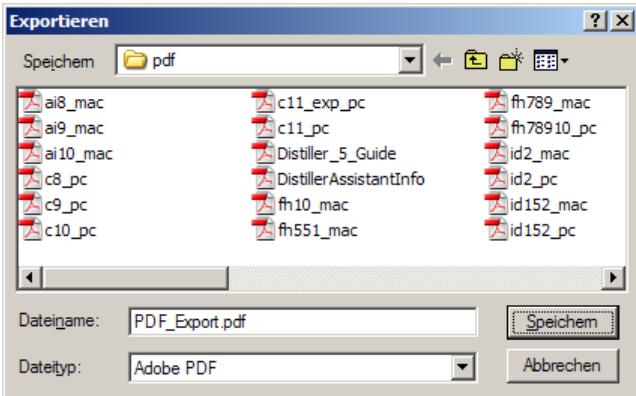 Exportieren
Speichern pdf
ai8_mac c11_exp_pc fh789_mac
ai9_mac c11_pc fh78910_pc
ai10_mac Distiller_5_Guide id2_mac
c8_pc DistillerAssistantInfo id2_pc
c9_pc fh10_mac id152_mac
c10_pc fh551_mac id152_pc
Dateiname: PDF_Export.pdf Speichern
Dateityp: Adobe PDF Abbrechen